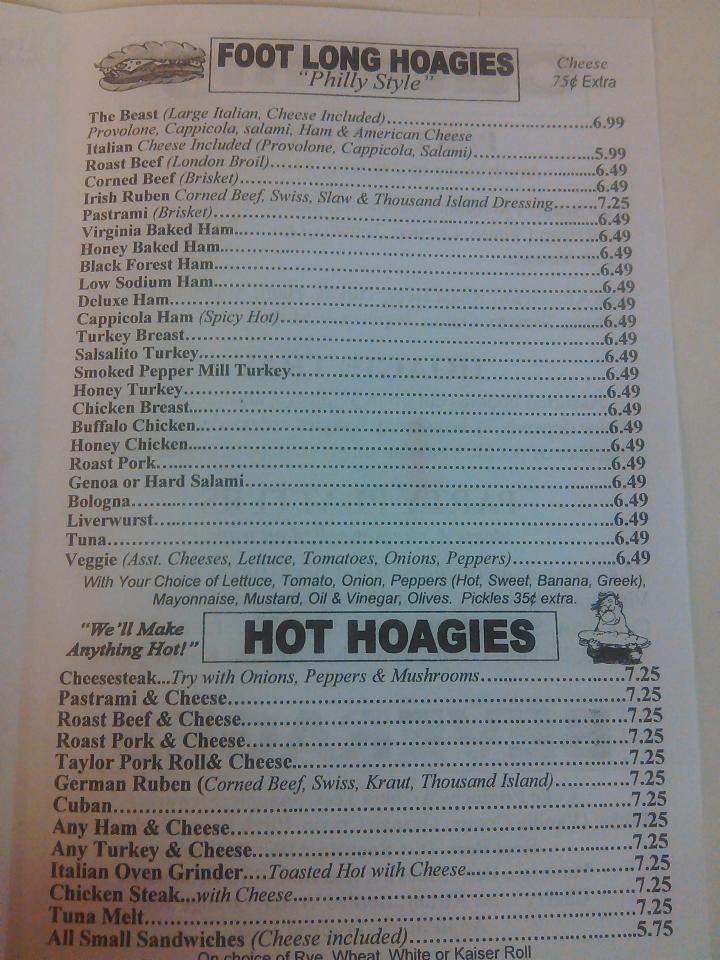 FOOT LONG HOAGIES
"Philly Style"
Cheese
75¢ Extra
The Beast (Large Italian, Cheese Included)..........6.99
Provolone, Cappicola, salami, Ham & American Cheese
Italian Cheese Included (Provolone, Cappicola, Salami)..........5.99
Roast Beef (London Broil)..........6.49
Corned Beef (Brisket)..........6.49
Irish Ruben Corned Beef, Swiss, Slaw & Thousand Island Dressing..........7.25
Pastrami (Brisket)..........6.49
Virginia Baked Ham..........6.49
Honey Baked Ham..........6.49
Black Forest Ham..........6.49
Low Sodium Ham..........6.49
Deluxe Ham..........6.49
Cappicola Ham (Spicy Hot)..........6.49
Turkey Breast..........6.49
Salsalito Turkey..........6.49
Smoked Pepper Mill Turkey..........6.49
Honey Turkey..........6.49
Chicken Breast..........6.49
Buffalo Chicken..........6.49
Honey Chicken..........6.49
Roast Pork..........6.49
Genoa or Hard Salami..........6.49
Bologna..........6.49
Liverwurst..........6.49
Tuna..........6.49
Veggie (Asst. Cheeses, Lettuce, Tomatoes, Onions, Peppers)..........6.49
With Your Choice of Lettuce, Tomato, Onion, Peppers (Hot, Sweet, Banana, Greek),
Mayonnaise, Mustard, Oil & Vinegar, Olives. Pickles 35¢ extra.
"We'll Make
Anything Hot!"
HOT HOAGIES
Cheesesteak...Try with Onions, Peppers & Mushrooms..........7.25
Pastrami & Cheese..........7.25
Roast Beef & Cheese..........7.25
Roast Pork & Cheese..........7.25
Taylor Pork Roll& Cheese..........7.25
German Ruben (Corned Beef, Swiss, Kraut, Thousand Island)..........7.25
Cuban..........7.25
Any Ham & Cheese..........7.25
Any Turkey & Cheese..........7.25
Italian Oven Grinder....Toasted Hot with Cheese..........7.25
Chicken Steak...with Cheese..........7.25
Tuna Melt..........7.25
All Small Sandwiches (Cheese included)..........5.75
On choice of Rye, Wheat, White or Kaiser Roll